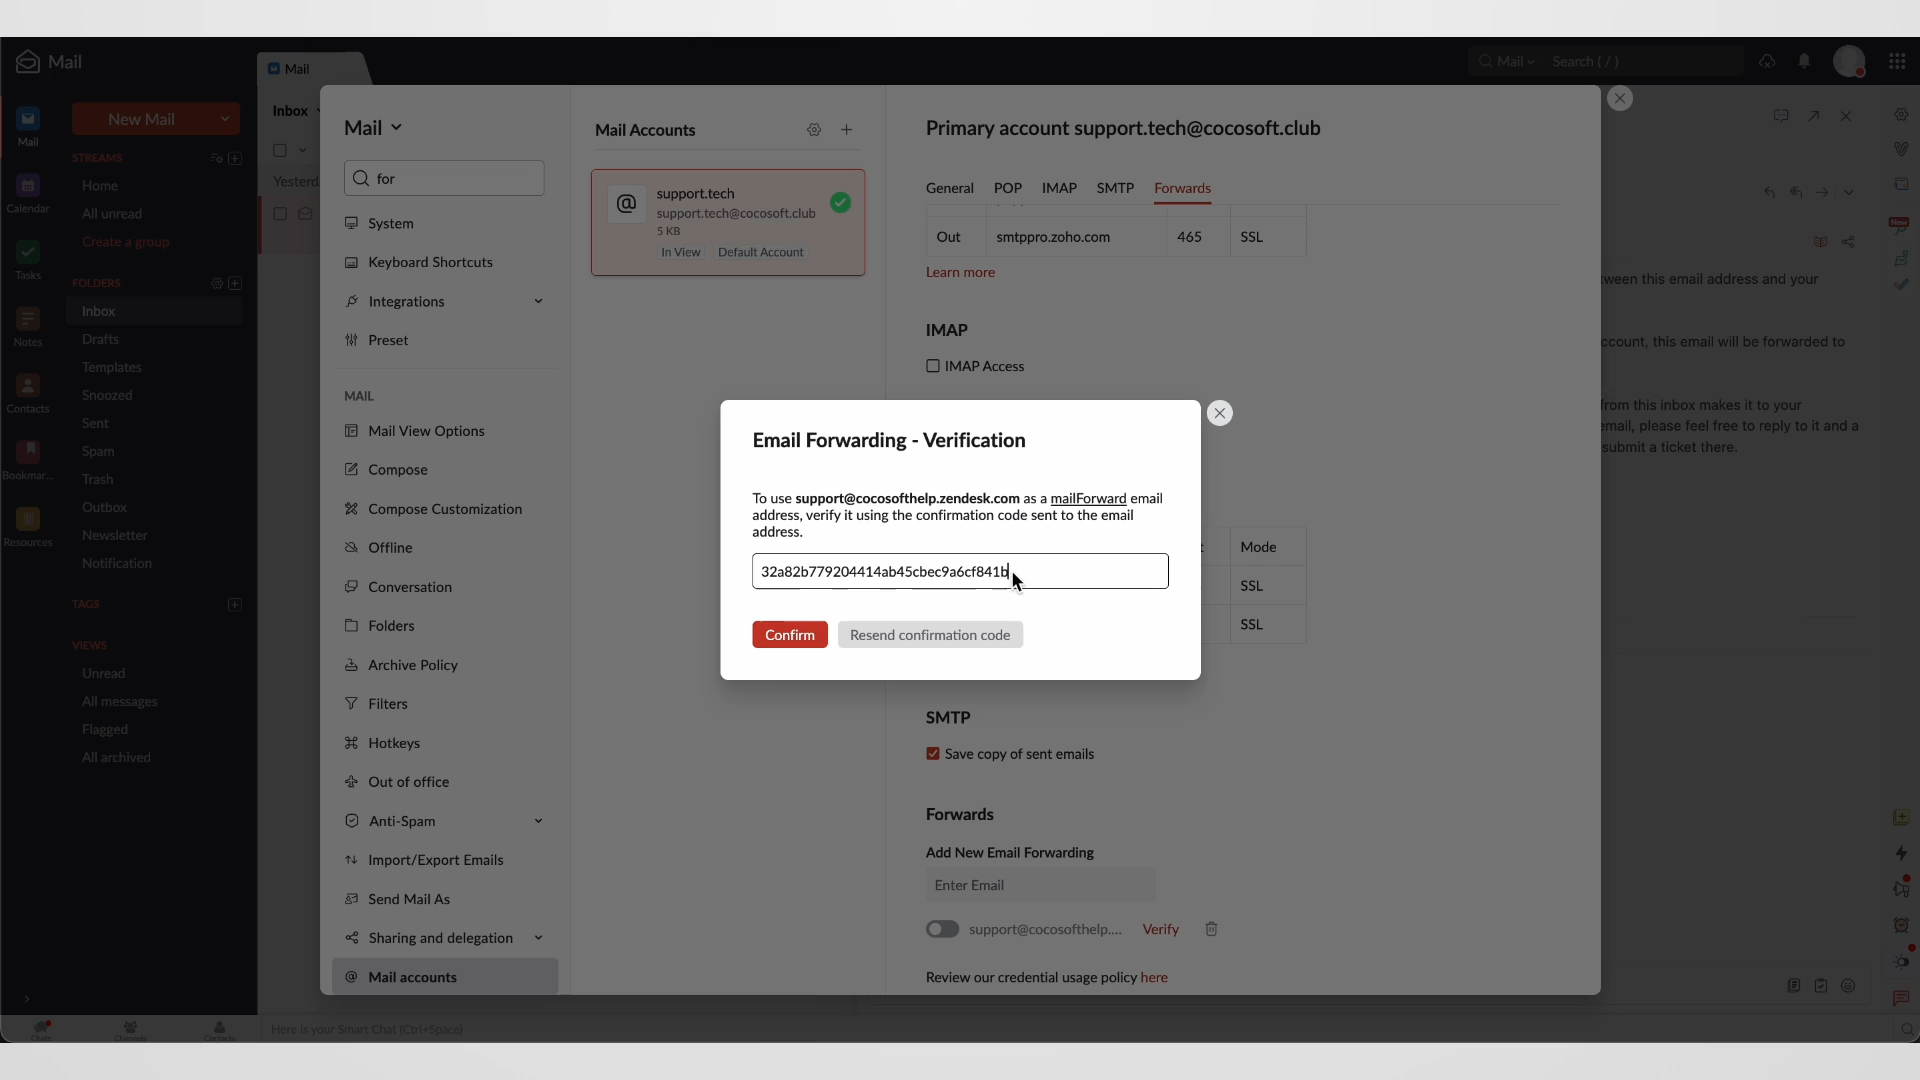 Mail
Mail
Mail
Search ( / )
Mail
Calendar
Tasks
Notes
Contacts
Bookmar...
Resources
New Mail
STREAMS
Home
All unread
Create a group
FOLDERS
Inbox
Drafts
Templates
Snoozed
Sent
Spam
Trash
Outbox
Newsletter
Notification
TAGS
VIEWS
Unread
All messages
Flagged
All archived
Inbox
Yesterd
Mail
for
System
Keyboard Shortcuts
Integrations
Preset
MAIL
Mail View Options
Compose
Compose Customization
Offline
Conversation
Folders
Archive Policy
Filters
Hotkeys
Out of office
Anti-Spam
Import/Export Emails
Send Mail As
Sharing and delegation
Mail accounts
Mail Accounts
support.tech
support.tech@cocosoft.club
5 KB
In View
Default Account
Primary account support.tech@cocosoft.club
General
POP
IMAP
SMTP
Forwards
Out
smtppro.zoho.com
465
SSL
Learn more
IMAP
IMAP Access
Mode
SSL
SSL
SMTP
Save copy of sent emails
Forwards
Add New Email Forwarding
Enter Email
support@cocosofthelp....
Verify
Review our credential usage policy here
Email Forwarding - Verification
To use support@cocosofthelp.zendesk.com as a mailForward email
address, verify it using the confirmation code sent to the email
address.
32a82b779204414ab45cbec9a6cf841b
Confirm
Resend confirmation code
tween this email address and your
ccount, this email will be forwarded to
from this inbox makes it to your
email, please feel free to reply to it and a
submit a ticket there.
New
Chats
Channels
Contacts
Here is your Smart Chat (Ctrl+Space)